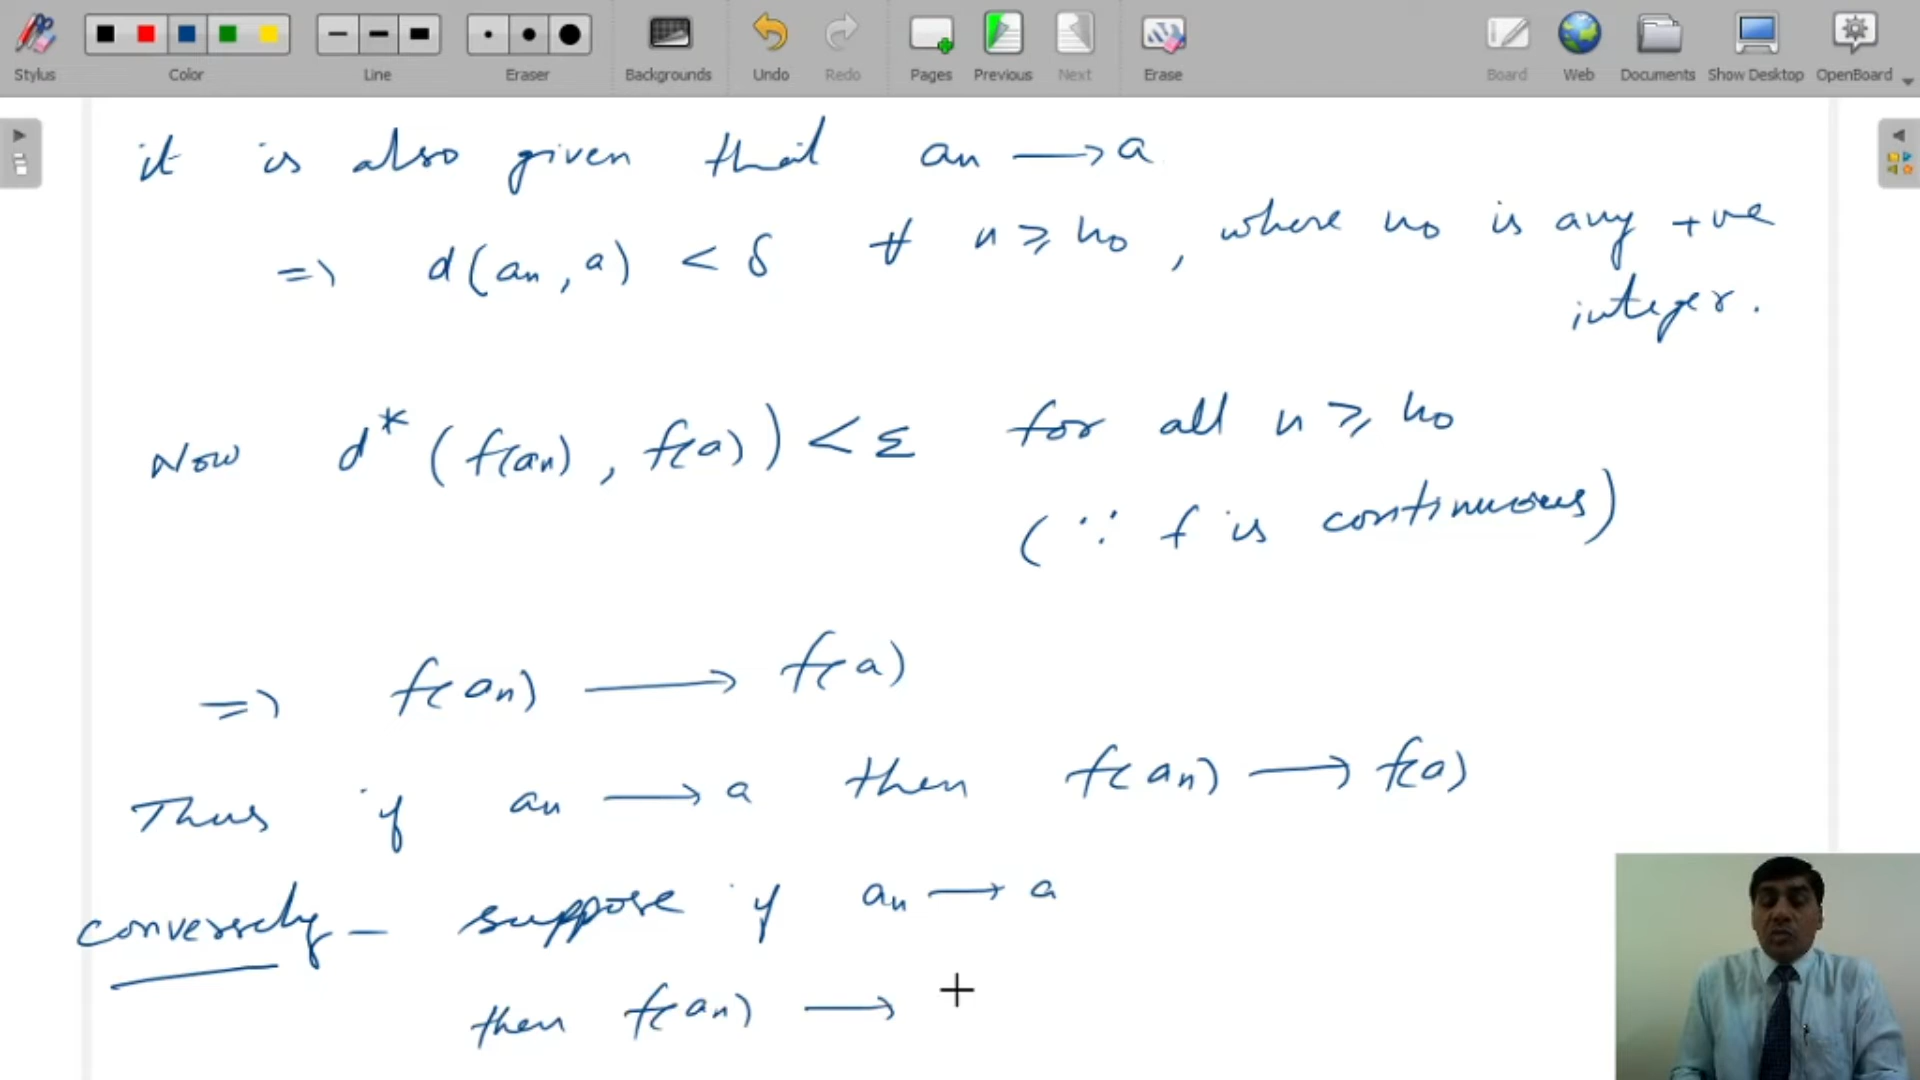 Stylus Color Line Eraser Backgrounds Undo Redo Pages Previous Next Erase Board Web Documents Show Desktop OpenBoard
it is also given that an ⟶ a
=> d(an, a) < δ ∀ n ≥ n₀, where n₀ is any +ve
integer.
Now d*(f(an), f(a)) < Σ for all n ≥ n₀
(∵ f is continuous)
=> f(an) ⟶ f(a)
Thus if an ⟶ a then f(an) ⟶ f(a)
conversely – suppose if an ⟶ a
then f(an) ⟶